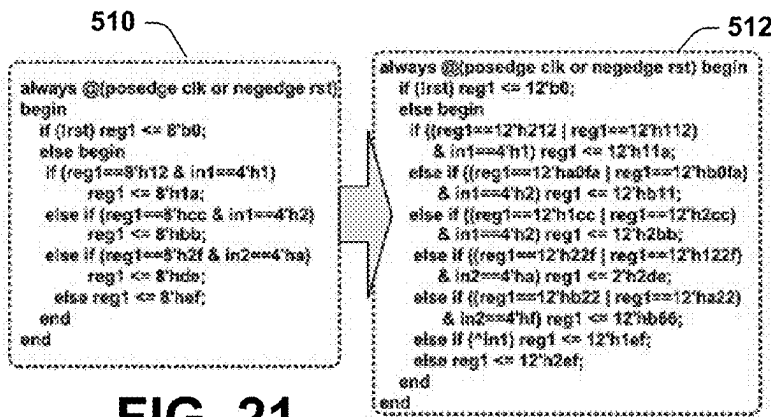 510
512
always @(posedge clk or negedge rst)
begin
if (!rst) reg1 <= 8'b0;
else begin
if (reg1==8'h12 & in1==4'h1)
reg1 <= 8'h1a;
else if (reg1==8'hcc & in1==4'h2)
reg1 <= 8'hbb;
else if (reg1==8'h2f & in2==4'ha)
reg1 <= 8'hde;
else reg1 <= 8'hef;
end
end
always @(posedge clk or negedge rst) begin
if (!rst) reg1 <= 12'b0;
else begin
if ((reg1==12'h212 | reg1==12'h112)
& in1==4'h1) reg1 <= 12'h11a;
else if ((reg1==12'ha0fa | reg1==12'hb0fa)
& in1==4'h2) reg1 <= 12'hb11;
else if ((reg1==12'h1cc | reg1==12'h2cc)
& in1==4'h2) reg1 <= 12'h2bb;
else if ((reg1==12'h22f | reg1==12'h122f)
& in2==4'ha) reg1 <= 2'h2de;
else if ((reg1==12'hb22 | reg1==12'ha22)
& in2==4'hf) reg1 <= 12'hb66;
else if (^in1) reg1 <= 12'h1ef;
else reg1 <= 12'h2ef;
end
end
FIG. 21